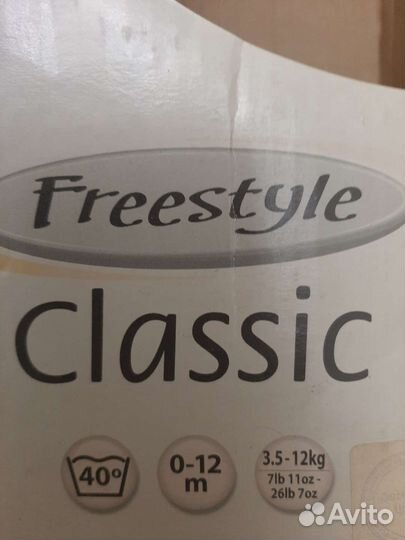 Freestyle
Classic
40°
0-12
m
3.5-12kg
7lb 11oz -
26lb 7oz
Avito